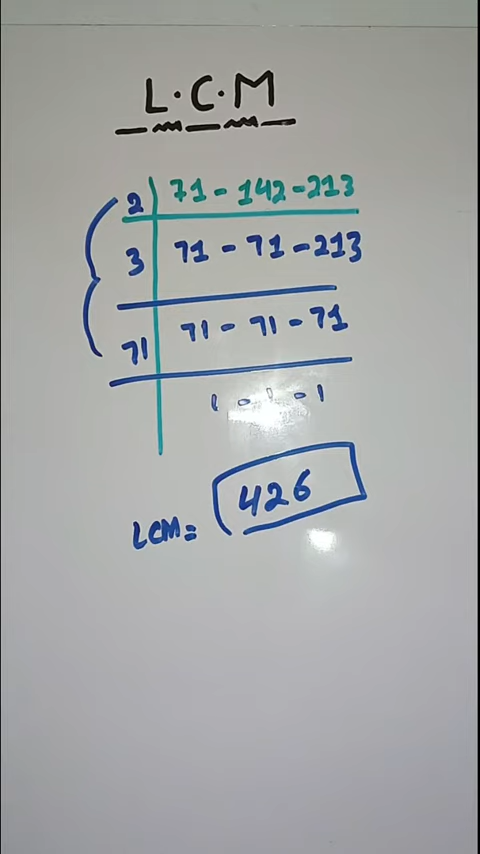 L.C.M
2 71 - 142 - 213
3 71 - 71 - 213
71 71 - 71 - 71
1 - 1 - 1
LCM = 426